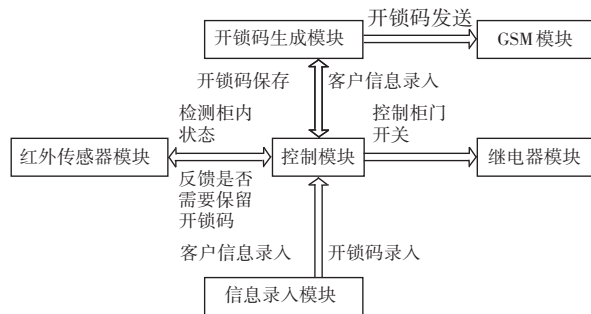 开锁码发送
开锁码生成模块
GSM模块
开锁码保存
客户信息录入
检测柜内
状态
控制柜门
开关
红外传感器模块
控制模块
继电器模块
反馈是否
需要保留
开锁码
客户信息录入
开锁码录入
信息录入模块